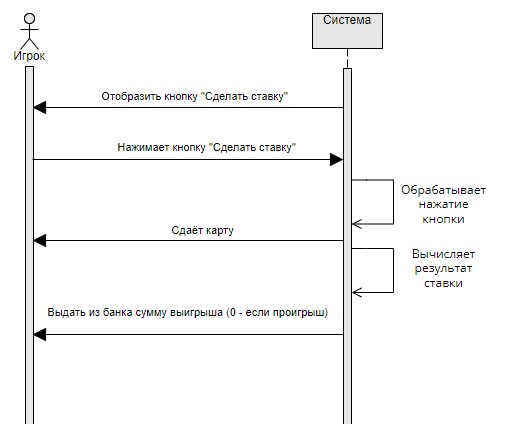 Игрок
Система
Отобразить кнопку "Сделать ставку"
Нажимает кнопку "Сделать ставку"
Обрабатывает
нажатие
кнопки
Сдаёт карту
Вычисляет
результат
ставки
Выдать из банка сумму выигрыша (0 - если проигрыш)